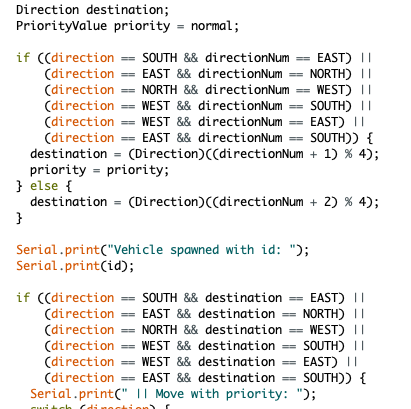 Direction destination;
PriorityValue priority = normal;
if ((direction == SOUTH && directionNum == EAST) ||
(direction == EAST && directionNum == NORTH) ||
(direction == NORTH && directionNum == WEST) ||
(direction == WEST && directionNum == SOUTH) ||
(direction == WEST && directionNum == EAST) ||
(direction == EAST && directionNum == SOUTH)) {
destination = (Direction)((directionNum + 1) % 4);
priority = priority;
} else {
destination = (Direction)((directionNum + 2) % 4);
}
Serial.print("Vehicle spawned with id: ");
Serial.print(id);
if ((direction == SOUTH && destination == EAST) ||
(direction == EAST && destination == NORTH) ||
(direction == NORTH && destination == WEST) ||
(direction == WEST && destination == SOUTH) ||
(direction == WEST && destination == EAST) ||
(direction == EAST && destination == SOUTH)) {
Serial.print(" || Move with priority: ");
switch (direction) {